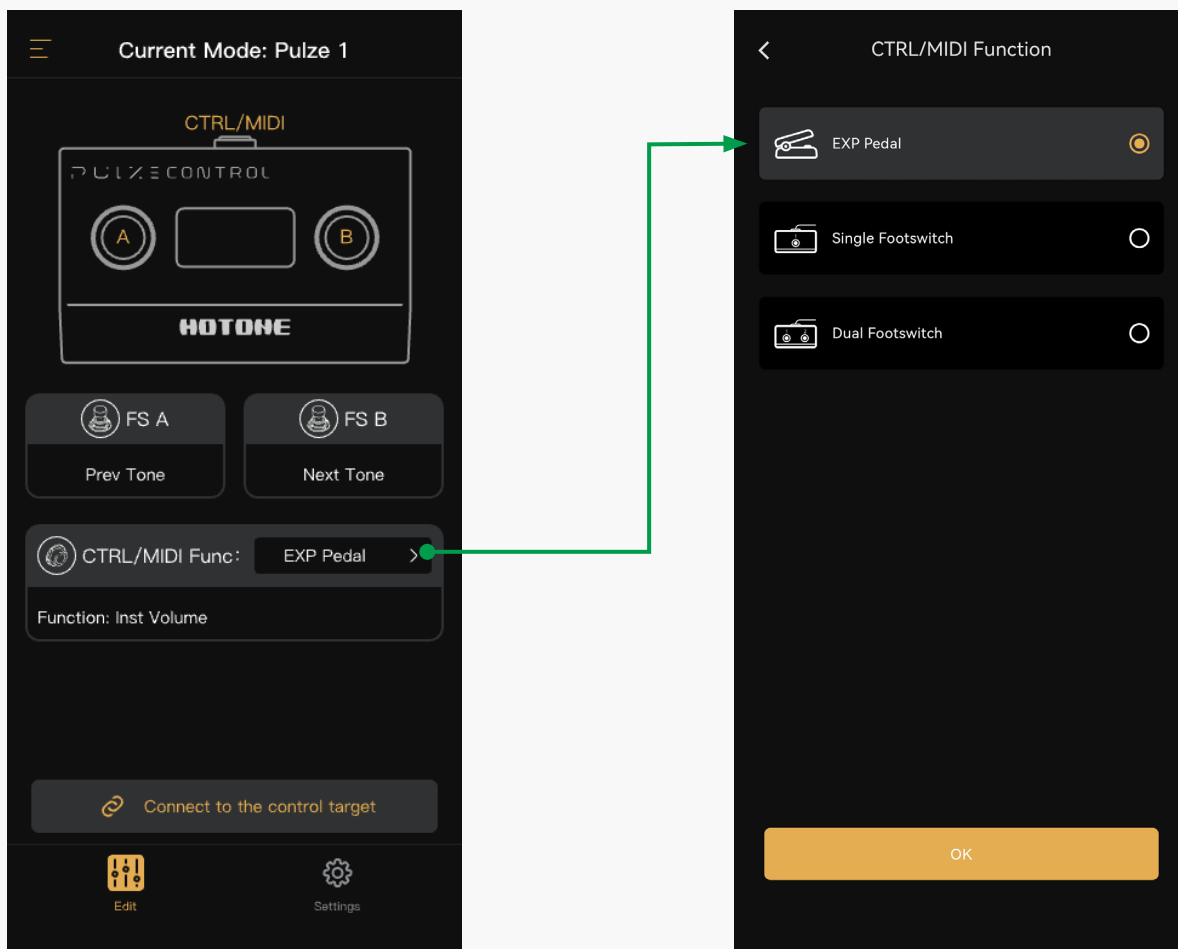 Current Mode: Pulze 1
CTRL/MIDI
PULZECONTROL
A
B
HOTONE
FS A
FS B
Prev Tone
Next Tone
CTRL/MIDI Func:
EXP Pedal
Function: Inst Volume
Connect to the control target
Edit
Settings
CTRL/MIDI Function
EXP Pedal
Single Footswitch
Dual Footswitch
OK